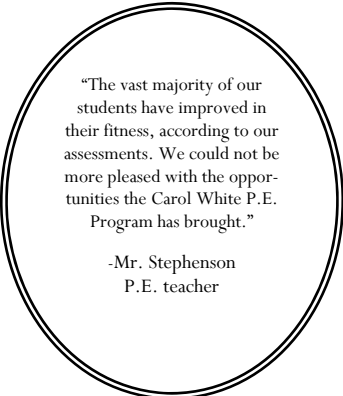 “The vast majority of our
students have improved in
their fitness, according to our
assessments. We could not be
more pleased with the oppor-
tunities the Carol White P.E.
Program has brought.”
-Mr. Stephenson
P.E. teacher